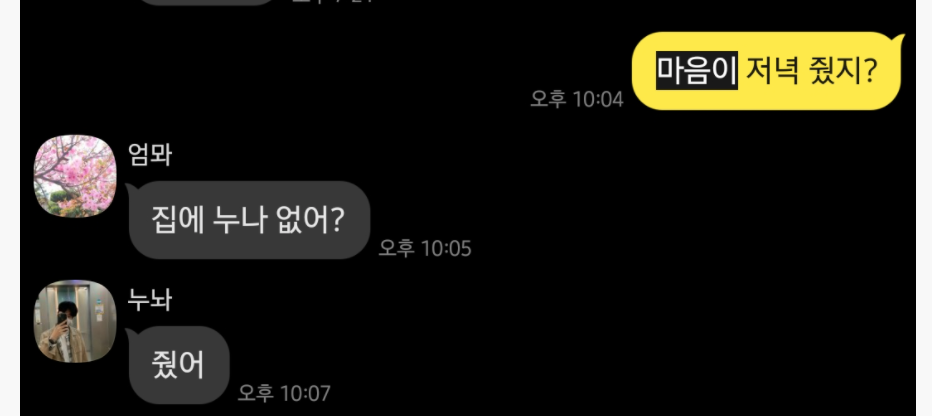 마음이 저녁 줬지?
오후 10:04
엄뫄
집에 누나 없어?
오후 10:05
누놔
줬어
오후 10:07